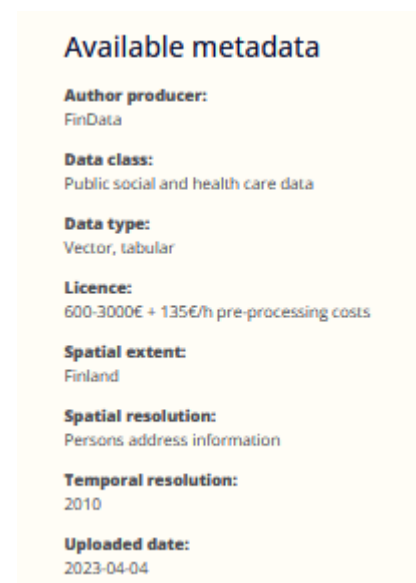 Available metadata
Author producer:
FinData
Data class:
Public social and health care data
Data type:
Vector, tabular
Licence:
600-3000€ + 135€/h pre-processing costs
Spatial extent:
Finland
Spatial resolution:
Persons address information
Temporal resolution:
2010
Uploaded date:
2023-04-04